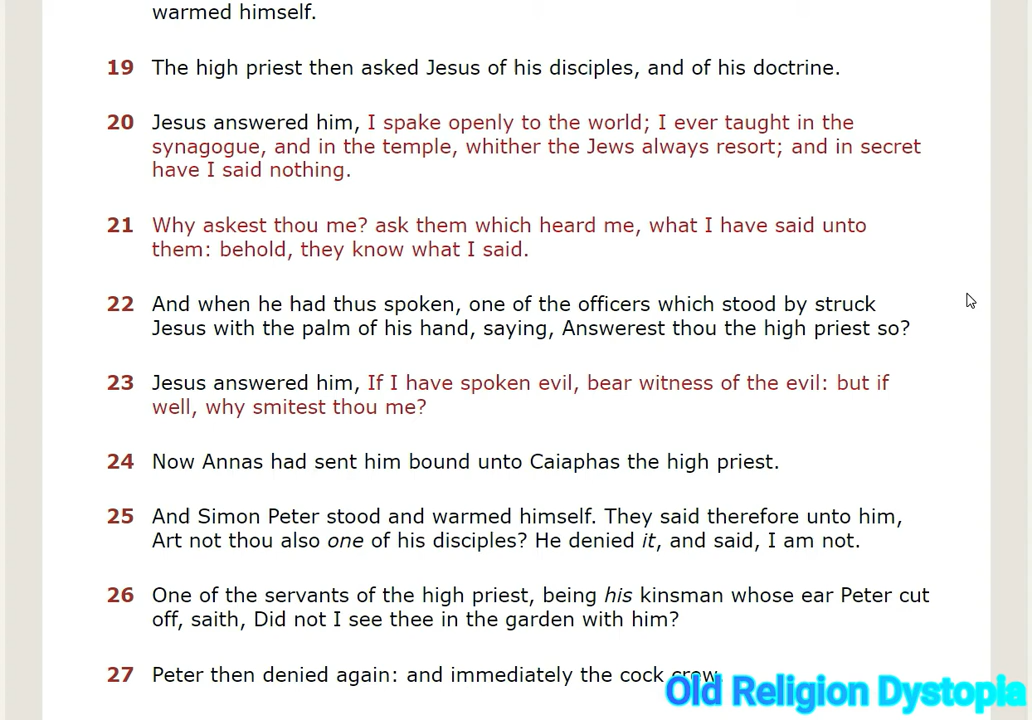 warmed himself.
19 The high priest then asked Jesus of his disciples, and of his doctrine.
20 Jesus answered him, I spake openly to the world; I ever taught in the
synagogue, and in the temple, whither the Jews always resort; and in secret
have I said nothing.
21 Why askest thou me? ask them which heard me, what I have said unto
them: behold, they know what I said.
22 And when he had thus spoken, one of the officers which stood by struck
Jesus with the palm of his hand, saying, Answerest thou the high priest so?
23 Jesus answered him, If I have spoken evil, bear witness of the evil: but if
well, why smitest thou me?
24 Now Annas had sent him bound unto Caiaphas the high priest.
25 And Simon Peter stood and warmed himself. They said therefore unto him,
Art not thou also one of his disciples? He denied it, and said, I am not.
26 One of the servants of the high priest, being his kinsman whose ear Peter cut
off, saith, Did not I see thee in the garden with him?
27 Peter then denied again: and immediately the cock crew
Old Religion Dystopia